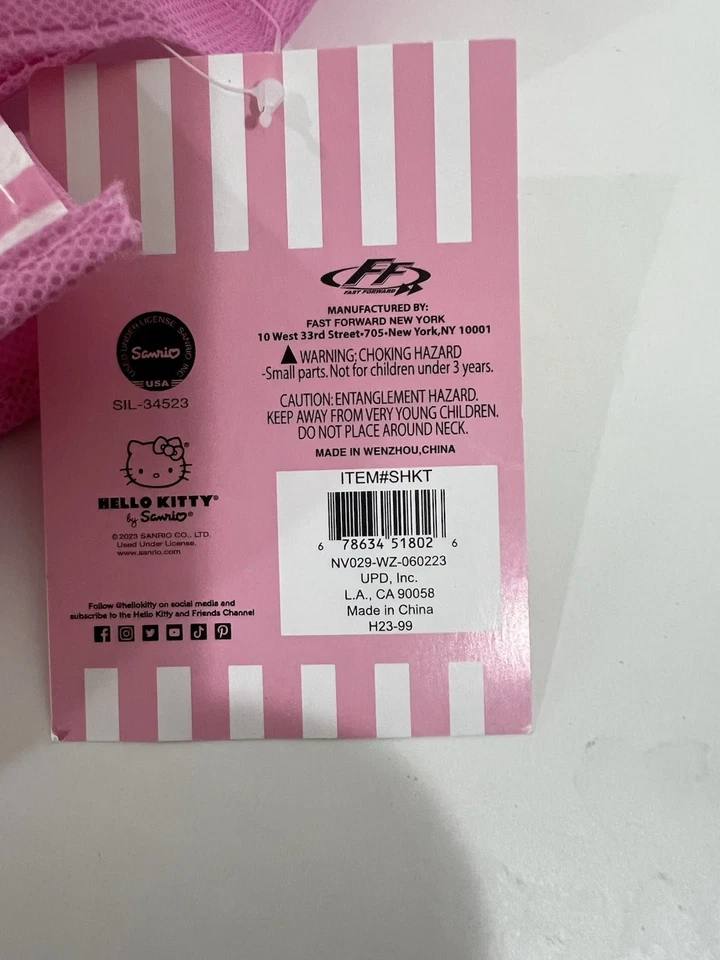 FF
FAST FORWARD
MANUFACTURED BY:
FAST FORWARD NEW YORK
10 West 33rd Street•705•New York,NY 10001
WARNING: CHOKING HAZARD
-Small parts. Not for children under 3 years.
CAUTION: ENTANGLEMENT HAZARD.
KEEP AWAY FROM VERY YOUNG CHILDREN.
DO NOT PLACE AROUND NECK.
MADE IN WENZHOU,CHINA
USED UNDER LICENSE SANRIO INC
Sanrio
USA
SIL-34523
HELLO KITTY®
by Sanrio®
©2023 SANRIO CO., LTD.
Used Under License.
www.sanrio.com
ITEM#SHKT
6 78634 51802 6
NV029-WZ-060223
UPD, Inc.
L.A., CA 90058
Made in China
H23-99
Follow @hellokitty on social media and
subscribe to the Hello Kitty and Friends Channel